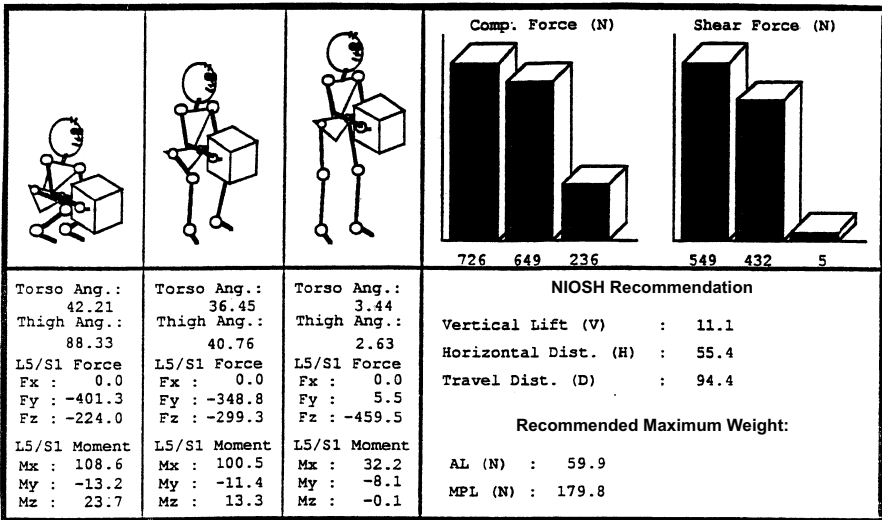 Comp. Force (N)
Shear Force (N)
726 649 236
549 432 5
Torso Ang.:
42.21
Thigh Ang.:
88.33
L5/S1 Force
Fx : 0.0
Fy : -401.3
Fz : -224.0
L5/S1 Moment
Mx : 108.6
My : -13.2
Mz : 23.7
Torso Ang.:
36.45
Thigh Ang.:
40.76
L5/S1 Force
Fx : 0.0
Fy : -348.8
Fz : -299.3
L5/S1 Moment
Mx : 100.5
My : -11.4
Mz : 13.3
Torso Ang.:
3.44
Thigh Ang.:
2.63
L5/S1 Force
Fx : 0.0
Fy : 5.5
Fz : -459.5
L5/S1 Moment
Mx : 32.2
My : -8.1
Mz : -0.1
NIOSH Recommendation
Vertical Lift (V) : 11.1
Horizontal Dist. (H) : 55.4
Travel Dist. (D) : 94.4
Recommended Maximum Weight:
AL (N) : 59.9
MPL (N) : 179.8